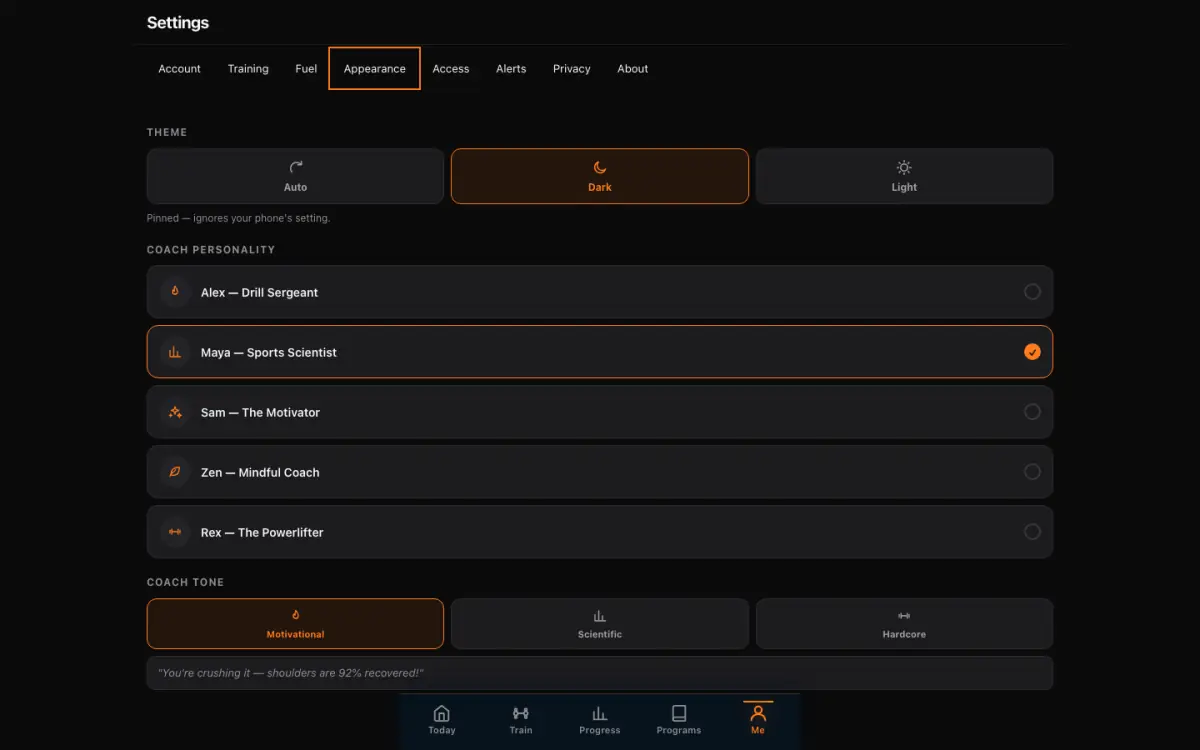 Settings
Account Training Fuel Appearance Access Alerts Privacy About
THEME
Auto Dark Light
Pinned — ignores your phone's setting.
COACH PERSONALITY
Alex — Drill Sergeant
Maya — Sports Scientist
Sam — The Motivator
Zen — Mindful Coach
Rex — The Powerlifter
COACH TONE
Motivational Scientific Hardcore
"You're crushing it — shoulders are 92% recovered!"
Today Train Progress Programs Me